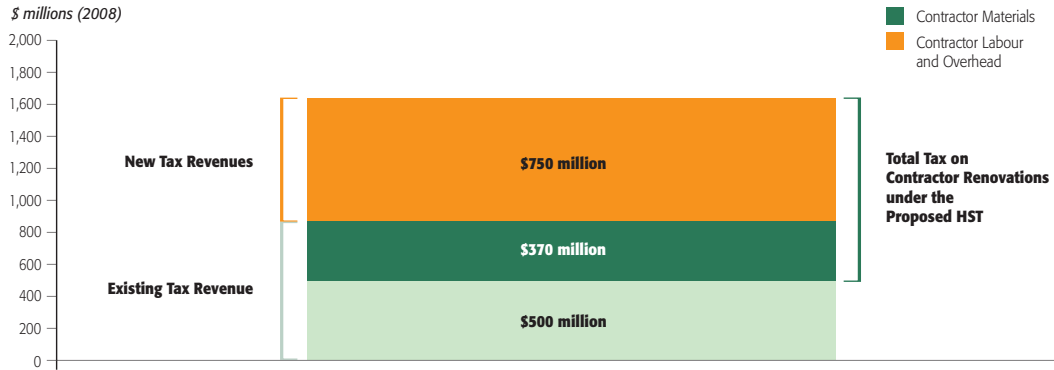 $ millions (2008)
Contractor Materials
Contractor Labour
and Overhead
2,000
1,800
1,600
1,400
1,200
1,000
800
600
400
200
0
New Tax Revenues
Existing Tax Revenue
$750 million
$370 million
$500 million
Total Tax on
Contractor Renovations
under the
Proposed HST